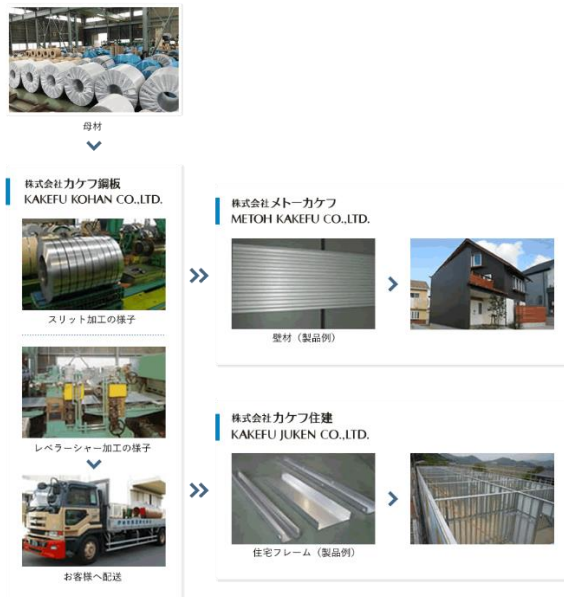 母材
株式会社カケフ鋼板
KAKEFU KOHAN CO.,LTD.
スリット加工の様子
レベラーシャー加工の様子
お客様へ配送
株式会社メトーカケフ
METOH KAKEFU CO.,LTD.
壁材（製品例）
株式会社カケフ住建
KAKEFU JUKEN CO.,LTD.
住宅フレーム（製品例）